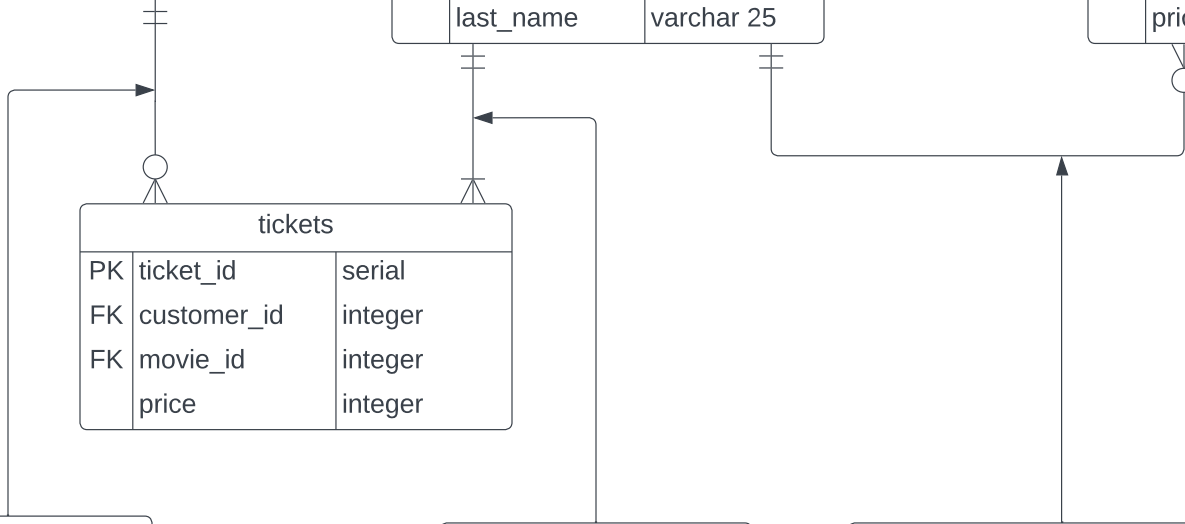 last_name varchar 25
tickets
PK ticket_id serial
FK customer_id integer
FK movie_id integer
price integer